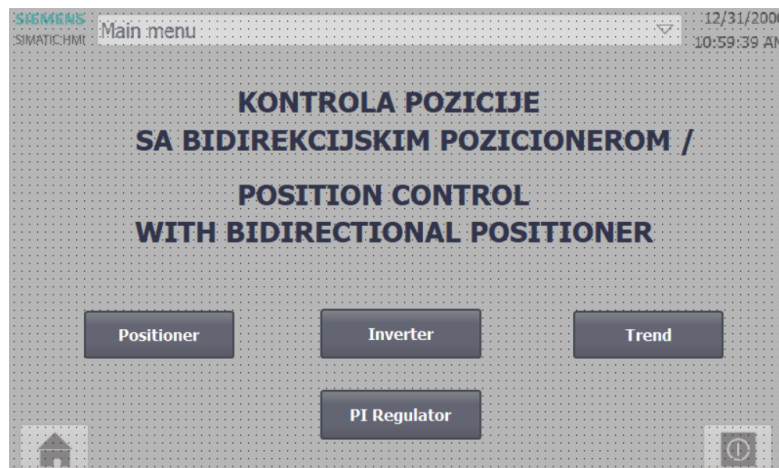 SIEMENS
SIMATIC HMI
Main menu
12/31/200
10:59:39 A
KONTROLA POZICIJE
SA BIDIREKCIJSKIM POZICIONEROM /
POSITION CONTROL
WITH BIDIRECTIONAL POSITIONER
Positioner
Inverter
Trend
PI Regulator